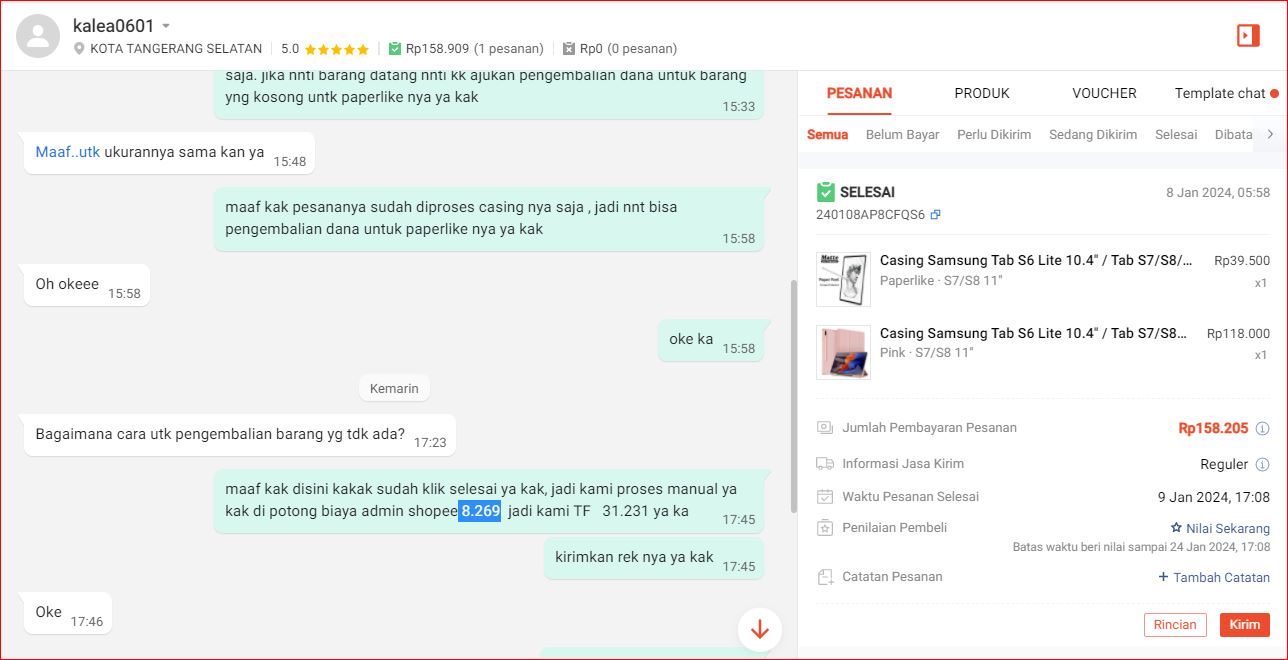 kalea0601
KOTA TANGERANG SELATAN 5.0 Rp158.909 (1 pesanan) Rp0 (0 pesanan)
saja. jika nnti barang datang nnti kk ajukan pengembalian dana untuk barang
yng kosong untk paperlike nya ya kak
15:33
Maaf..utk ukurannya sama kan ya 15:48
maaf kak pesananya sudah diproses casing nya saja , jadi nnt bisa
pengembalian dana untuk paperlike nya ya kak
15:58
Oh okeee 15:58
oke ka 15:58
Kemarin
Bagaimana cara utk pengembalian barang yg tdk ada? 17:23
maaf kak disini kakak sudah klik selesai ya kak, jadi kami proses manual ya
kak di potong biaya admin shopee 8.269 jadi kami TF 31.231 ya ka
17:45
kirimkan rek nya ya kak 17:45
Oke 17:46
PESANAN PRODUK VOUCHER Template chat
Semua Belum Bayar Perlu Dikirim Sedang Dikirim Selesai Dibata
SELESAI 8 Jan 2024, 05:58
240108AP8CFQS6
Casing Samsung Tab S6 Lite 10.4" / Tab S7/S8/... Rp39.500
Paperlike · S7/S8 11" x1
Casing Samsung Tab S6 Lite 10.4" / Tab S7/S8... Rp118.000
Pink · S7/S8 11" x1
Jumlah Pembayaran Pesanan Rp158.205
Informasi Jasa Kirim Reguler
Waktu Pesanan Selesai 9 Jan 2024, 17:08
Penilaian Pembeli Nilai Sekarang
Batas waktu beri nilai sampai 24 Jan 2024, 17:08
Catatan Pesanan + Tambah Catatan
Rincian Kirim